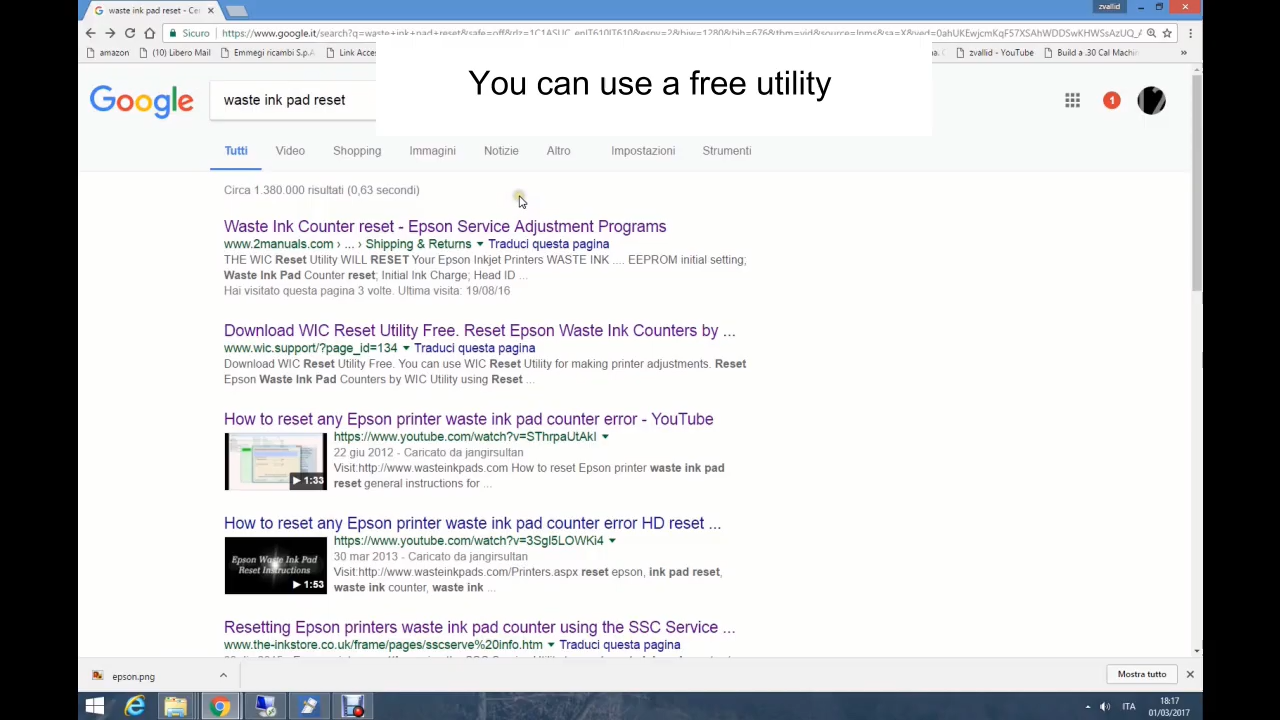 waste ink pad reset - Ce
zvallid
Sicuro
amazon
(1) Libero Mail
Emmegi ricambi S.p.A.
Link Acces
zvallid - YouTube
Build a .30 Cal Machin
»
You can use a free utility
Google
waste ink pad reset
1
Tutti Video Shopping Immagini Notizie Altro Impostazioni Strumenti
Circa 1.380.000 risultati (0,63 secondi)
Waste Ink Counter reset - Epson Service Adjustment Programs
www.2manuals.com › ... › Shipping & Returns Traduci questa pagina
THE WIC Reset Utility WILL RESET Your Epson Inkjet Printers WASTE INK .... EEPROM initial setting;
Waste Ink Pad Counter reset; Initial Ink Charge; Head ID ...
Hai visitato questa pagina 3 volte. Ultima visita: 19/08/16
Download WIC Reset Utility Free. Reset Epson Waste Ink Counters by ...
www.wic.support/?page_id=134 Traduci questa pagina
Download WIC Reset Utility Free. You can use WIC Reset Utility for making printer adjustments. Reset
Epson Waste Ink Pad Counters by WIC Utility using Reset ...
How to reset any Epson printer waste ink pad counter error - YouTube
https://www.youtube.com/watch?v=SThrpaUtAkI
22 giu 2012 - Caricato da jangirsultan
Visit:http://www.wasteinkpads.com How to reset Epson printer waste ink pad
reset general instructions for ...
1:33
How to reset any Epson printer waste ink pad counter error HD reset ...
https://www.youtube.com/watch?v=3SgI5LOWKi4
30 mar 2013 - Caricato da jangirsultan
Visit:http://www.wasteinkpads.com/Printers.aspx reset epson, ink pad reset,
waste ink counter, waste ink ...
Epson Waste Ink Pad
Reset Instructions
1:53
Resetting Epson printers waste ink pad counter using the SSC Service ...
www.the-inkstore.co.uk/frame/pages/sscserve%20info.htm Traduci questa pagina
epson.png
Mostra tutto
ITA
18:17
01/03/2017